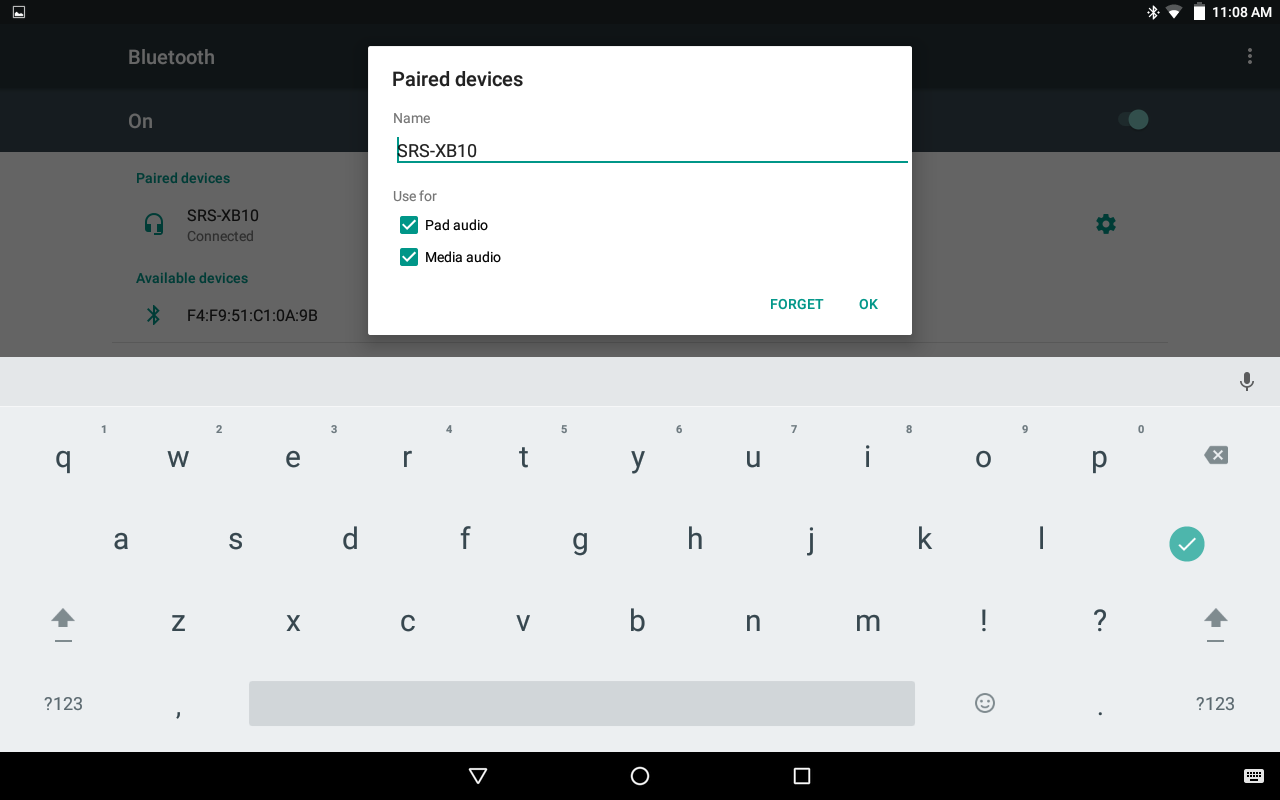 11:08 AM
Bluetooth
On
Paired devices
SRS-XB10
Connected
Available devices
F4:F9:51:C1:0A:9B
Paired devices
Name
SRS-XB10
Use for
Pad audio
Media audio
FORGET OK
1 2 3 4 5 6 7 8 9 0
q w e r t y u i o p
a s d f g h j k l
z x c v b n m ! ?
?123 , . ?123